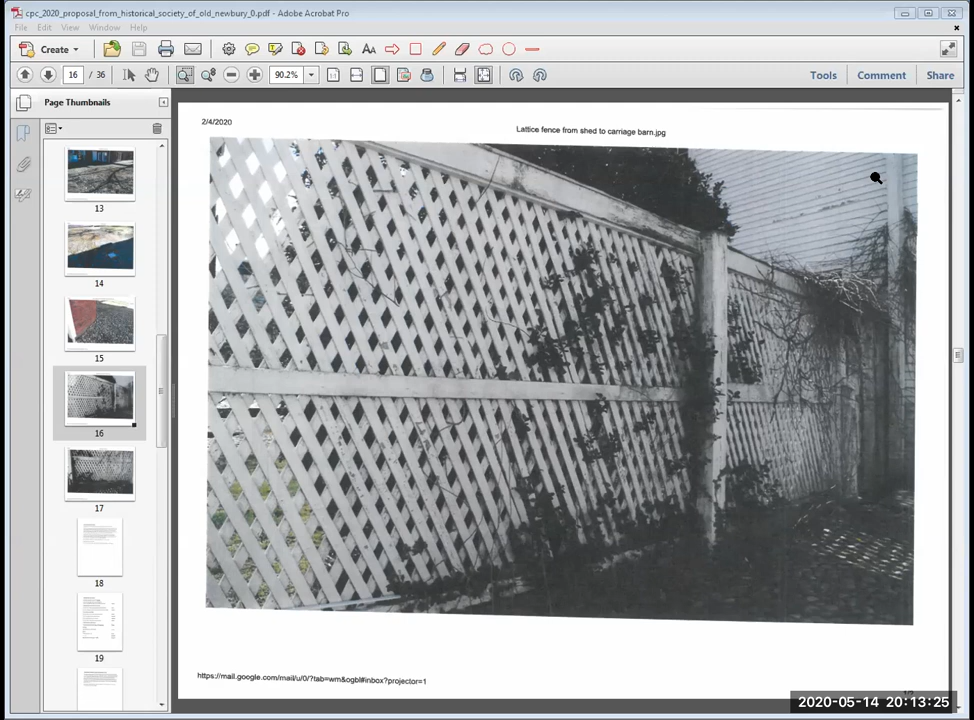 cpc_2020_proposal_from_historical_society_of_old_newbury_0.pdf - Adobe Acrobat Pro
File Edit View Window Help
Create
16 / 36
90.2%
Tools Comment Share
Page Thumbnails
13
14
15
16
17
18
19
2/4/2020
Lattice fence from shed to carriage barn.jpg
https://mail.google.com/mail/u/0/?tab=wm&ogbl#inbox?projector=1
2020-05-14 20:13:25